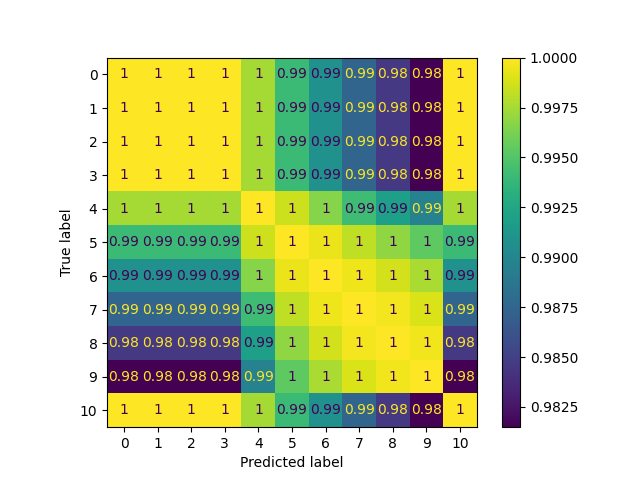 0 1 1 1 1 1 0.99 0.99 0.99 0.98 0.98 1 1.0000
1 1 1 1 1 1 0.99 0.99 0.99 0.98 0.98 1 0.9975
2 1 1 1 1 1 0.99 0.99 0.99 0.98 0.98 1 0.9950
3 1 1 1 1 1 0.99 0.99 0.99 0.98 0.98 1
4 1 1 1 1 1 1 1 0.99 0.99 0.99 1 0.9925
True label
5 0.99 0.99 0.99 0.99 1 1 1 1 1 1 0.99 0.9900
6 0.99 0.99 0.99 0.99 1 1 1 1 1 1 0.99
7 0.99 0.99 0.99 0.99 0.99 1 1 1 1 1 0.99 0.9875
8 0.98 0.98 0.98 0.98 0.99 1 1 1 1 1 0.98 0.9850
9 0.98 0.98 0.98 0.98 0.99 1 1 1 1 1 0.98
10 1 1 1 1 1 0.99 0.99 0.99 0.98 0.98 1 0.9825
0 1 2 3 4 5 6 7 8 9 10
Predicted label